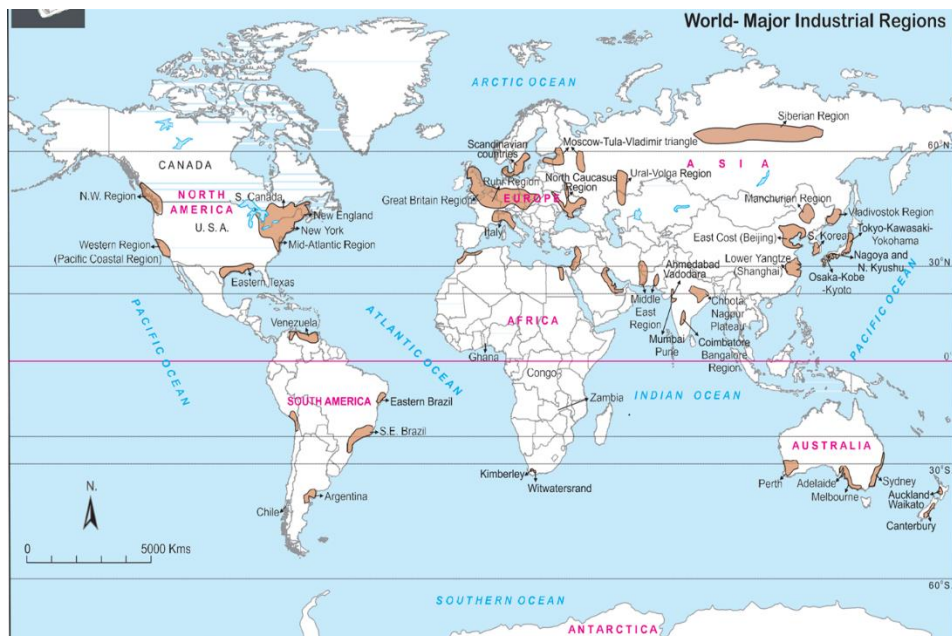 World- Major Industrial Regions
ARCTIC OCEAN
Siberian Region
Scandinavian
countries
Moscow-Tula-Vladimir triangle
60°N
CANADA
A S I A
Ruhr Region
North Caucasus
Region
Ural-Volga Region
N.W. Region
NORTH
AMERICA
S. Canada
Great Britain Region
EUROPE
Manchurian Region
New England
U.S.A.
New York
Vladivostok Region
Italy
East Cost (Beijing)
S. Korea
Tokyo-Kawasaki-
Yokohama
Western Region
(Pacific Coastal Region)
Mid-Atlantic Region
Lower Yangtze
(Shanghai)
Nagoya and
N. Kyushu
Ahmedabad
Vadodara
30°N
Osaka-Kobe
-Kyoto
Eastern Texas
Middle
East Region
Chhota
Nagpur
Plateau
PACIFIC OCEAN
ATLANTIC OCEAN
PACIFIC OCEAN
Venezuela
AFRICA
Mumbai
Pune
Coimbatore
Bangalore
Region
Ghana
0
Congo
SOUTH AMERICA
Eastern Brazil
Zambia
INDIAN OCEAN
S.E. Brazil
AUSTRALIA
Kimberley
Witwatersrand
30°S
Perth
Adelaide
Melbourne
Sydney
Auckland
Waikato
Canterbury
N.
Argentina
Chile
0
5000 Kms
60°S
SOUTHERN OCEAN
ANTARCTICA